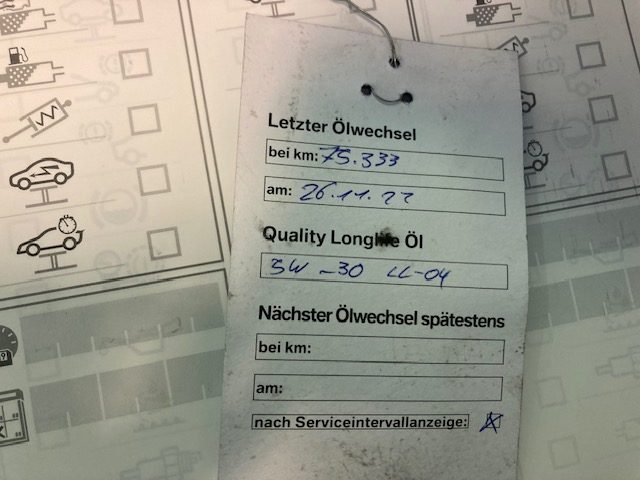 Letzter Ölwechsel
bei km: 75.333
am: 26.11.22
Quality Longlife Öl
5W-30 LL-04
Nächster Ölwechsel spätestens
bei km:
am:
nach Serviceintervallanzeige: